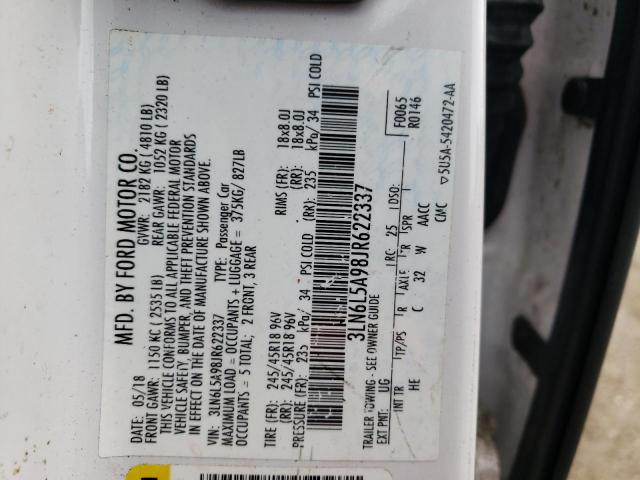 MFD. BY FORD MOTOR CO.
DATE: 05/18 GVWR: 2182 KG ( 4810 LB)
FRONT GAWR: 1150 KG ( 2535 LB) REAR GAWR: 1052 KG ( 2320 LB)
THIS VEHICLE CONFORMS TO ALL APPLICABLE FEDERAL MOTOR
VEHICLE SAFETY, BUMPER, AND THEFT PREVENTION STANDARDS
IN EFFECT ON THE DATE OF MANUFACTURE SHOWN ABOVE.
VIN: 3LN6L5A98JR622337 TYPE: Passenger Car
MAXIMUM LOAD = OCCUPANTS + LUGGAGE = 375KG/ 827LB
OCCUPANTS = 5 TOTAL; 2 FRONT, 3 REAR
TIRE (FR): 245/45R18 96V RIMS (FR): 18x8.0J
(RR): 245/45R18 96V (RR): 18x8.0J
PRESSURE (FR): 235 kPa/ 34 PSI COLD (RR): 235 kPa/ 34 PSI COLD
3LN6L5A98JR622337
TRAILER TOWING - SEE OWNER GUIDE F0065
EXT PNT: UG LRC: 25 DSO: R0146
INT TR TP/PS R AXLE TR SPR
HE C 32 W AACC CMC
5U5A-5420472-AA